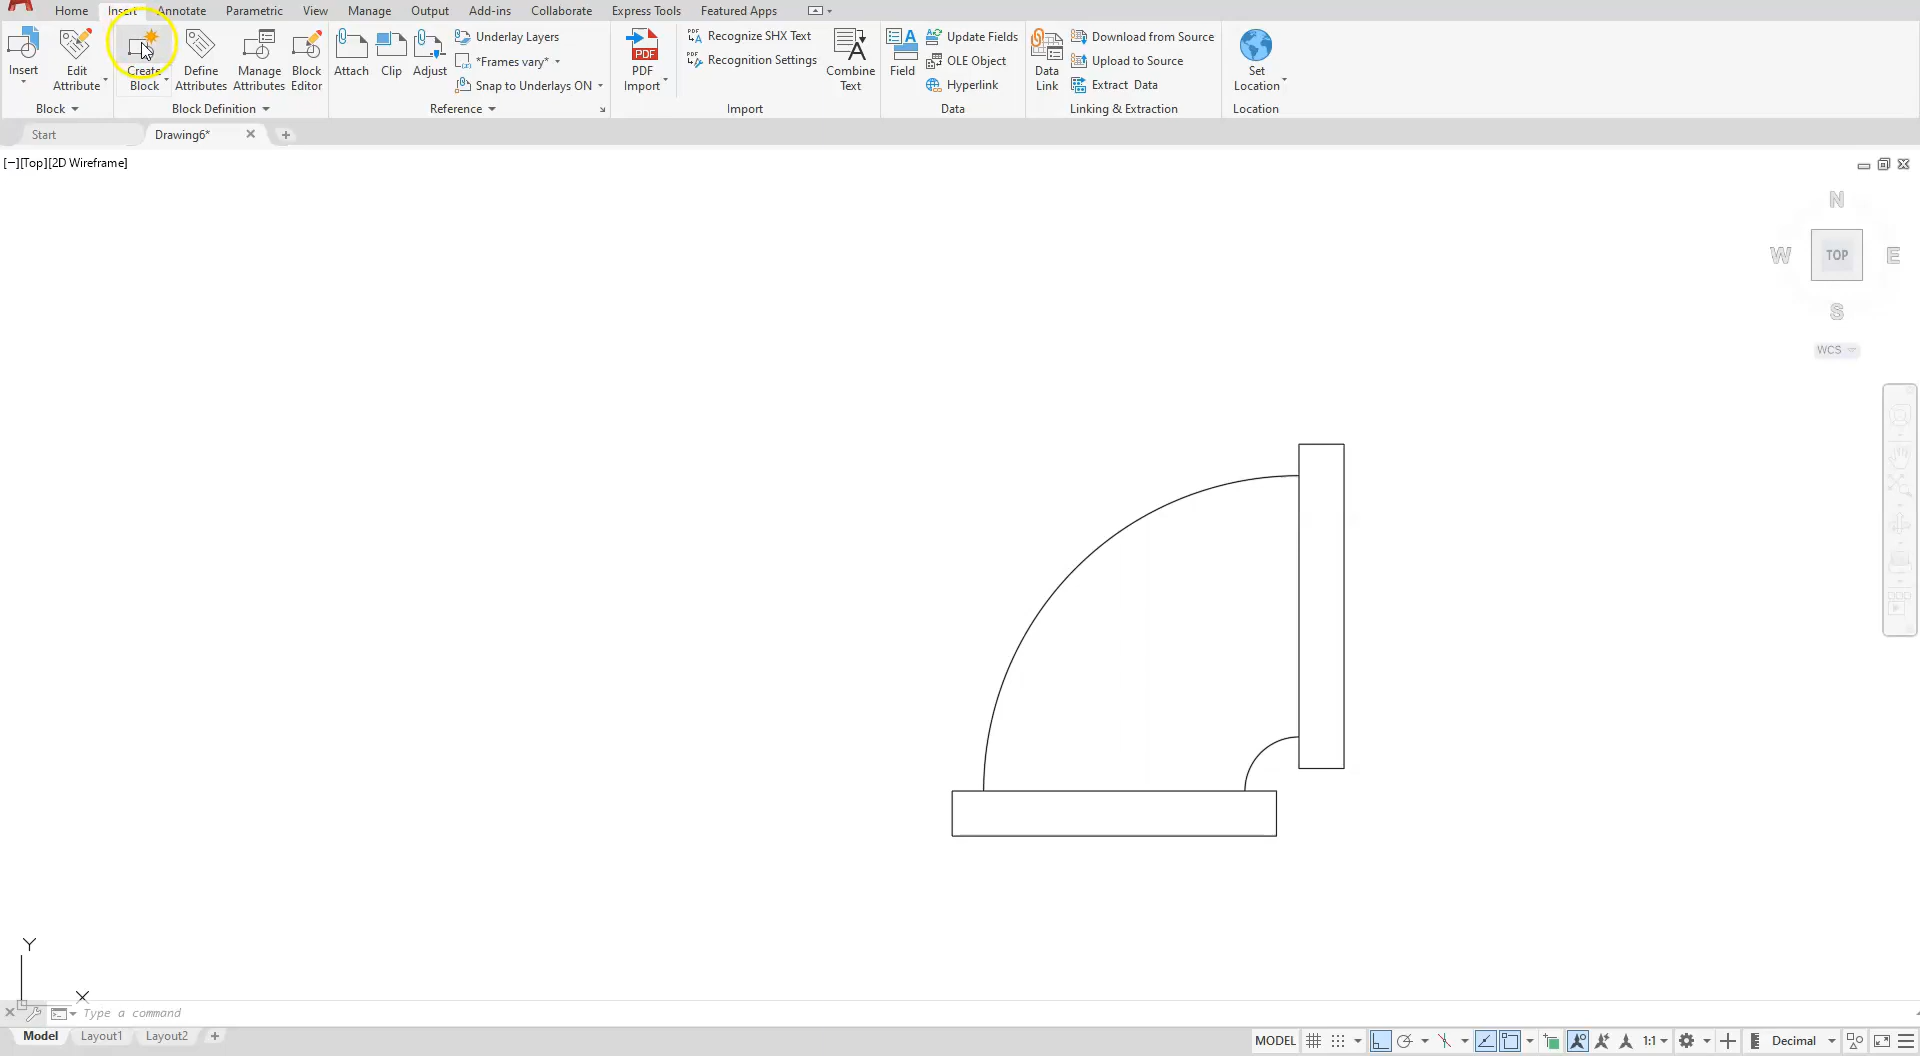 Home Insert Annotate Parametric View Manage Output Add-ins Collaborate Express Tools Featured Apps
Insert
Edit
Attribute
Create
Block
Define
Attributes
Manage
Attributes
Block
Editor
Attach
Clip
Adjust
Underlay Layers
*Frames vary*
Snap to Underlays ON
PDF
PDF
Import
PDF
Recognize SHX Text
PDF
Recognition Settings
A
Combine
Text
A
Field
Update Fields
OLE Object
Hyperlink
Data
Link
Download from Source
Upload to Source
Extract Data
Set
Location
Block
Block Definition
Reference
Import
Data
Linking & Extraction
Location
Start
Drawing6*
[−][Top][2D Wireframe]
N
W
TOP
E
S
WCS
Y
X
Type a command
Model Layout1 Layout2
MODEL
1:1
Decimal